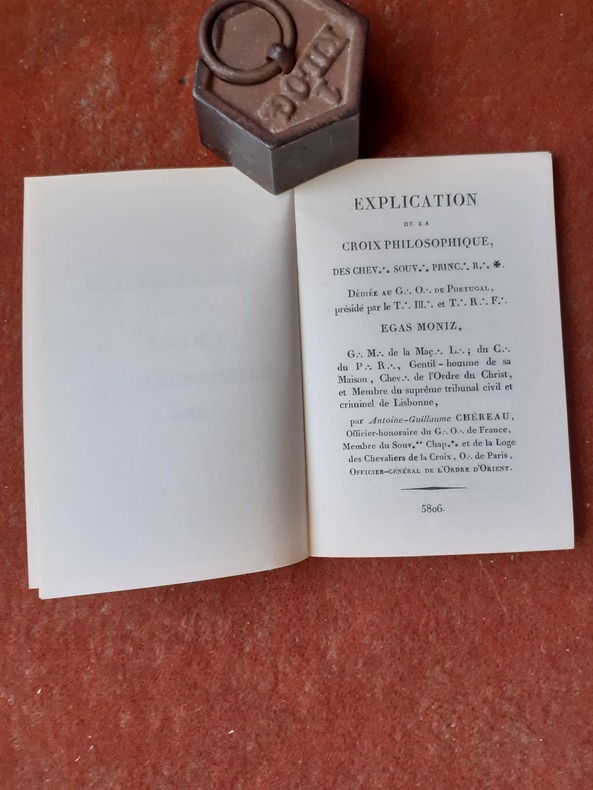 1
KILOG
EXPLICATION
DE LA
CROIX PHILOSOPHIQUE,
DES CHEV∴ SOUV∴ PRINC∴ R∴ ✠.
DÉDIÉE AU G∴ O∴ DE PORTUGAL,
présidé par le T∴ Ill∴ et T∴ R∴ F∴
EGAS MONIZ,
G∴ M∴ de la Maç∴ L∴; du C∴
du P∴ R∴, Gentil-homme de sa
Maison, Chev∴ de l'Ordre du Christ,
et Membre du suprême tribunal civil et
criminel de Lisbonne,
par Antoine-Guillaume CHÉREAU,
Officier-honoraire du G∴ O∴ de France,
Membre du Souv∴ Chap∴ et de la Loge
des Chevaliers de la Croix, O∴ de Paris,
OFFICIER-GÉNÉRAL DE L'ORDRE D'ORIENT.
5806.